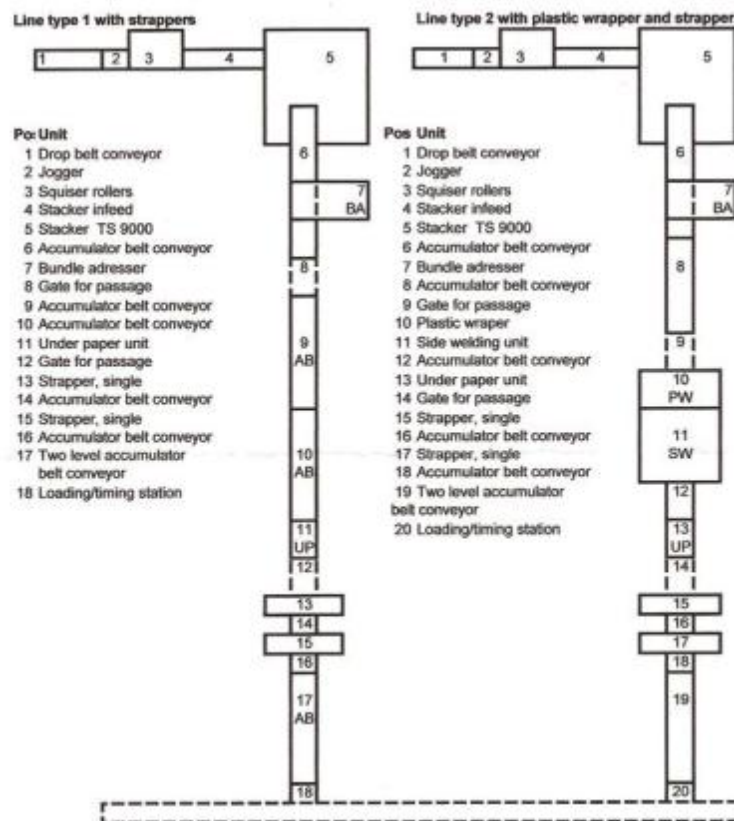 Line type 1 with strappers
1 2 3 4 5
6
7
BA
8
9
AB
10
AB
11
UP
12
13
14
15
16
17
AB
18
Pos Unit
1 Drop belt conveyor
2 Jogger
3 Squiser rollers
4 Stacker infeed
5 Stacker TS 9000
6 Accumulator belt conveyor
7 Bundle adresser
8 Gate for passage
9 Accumulator belt conveyor
10 Accumulator belt conveyor
11 Under paper unit
12 Gate for passage
13 Strapper, single
14 Accumulator belt conveyor
15 Strapper, single
16 Accumulator belt conveyor
17 Two level accumulator
belt conveyor
18 Loading/timing station
Line type 2 with plastic wrapper and strapper
1 2 3 4 5
6
7
BA
8
9
10
PW
11
SW
12
13
UP
14
15
16
17
18
19
20
Pos Unit
1 Drop belt conveyor
2 Jogger
3 Squiser rollers
4 Stacker infeed
5 Stacker TS 9000
6 Accumulator belt conveyor
7 Bundle adresser
8 Accumulator belt conveyor
9 Gate for passage
10 Plastic wraper
11 Side welding unit
12 Accumulator belt conveyor
13 Under paper unit
14 Gate for passage
15 Strapper, single
16 Accumulator belt conveyor
17 Strapper, single
18 Accumulator belt conveyor
19 Two level accumulator
belt conveyor
20 Loading/timing station